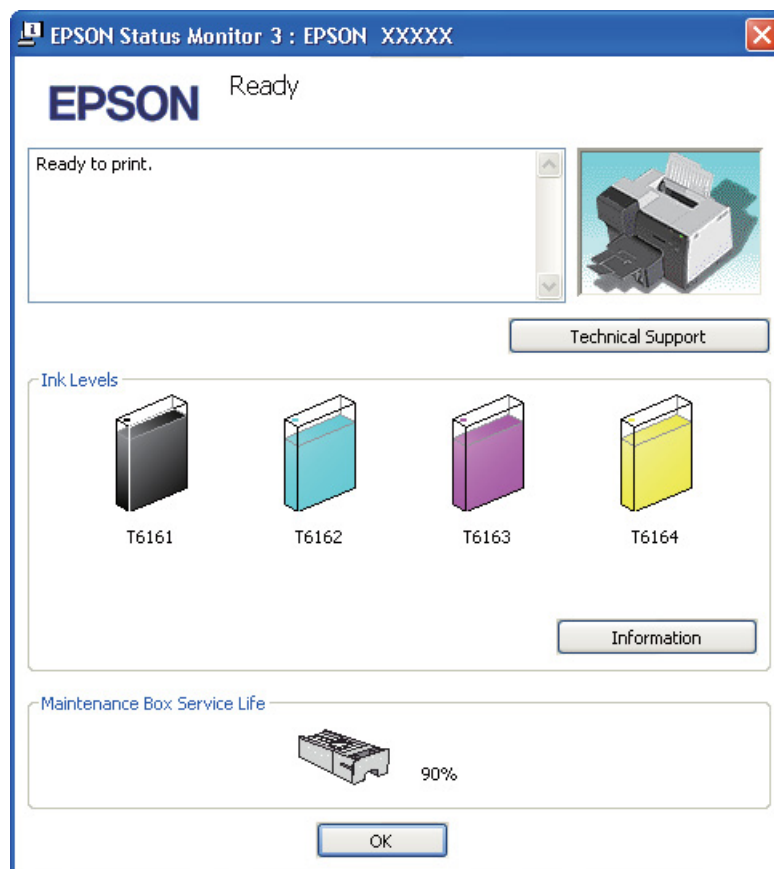 EPSON Status Monitor 3 : EPSON XXXXX
EPSON
Ready
Ready to print.
Technical Support
Ink Levels
T6161
T6162
T6163
T6164
Information
Maintenance Box Service Life
90%
OK